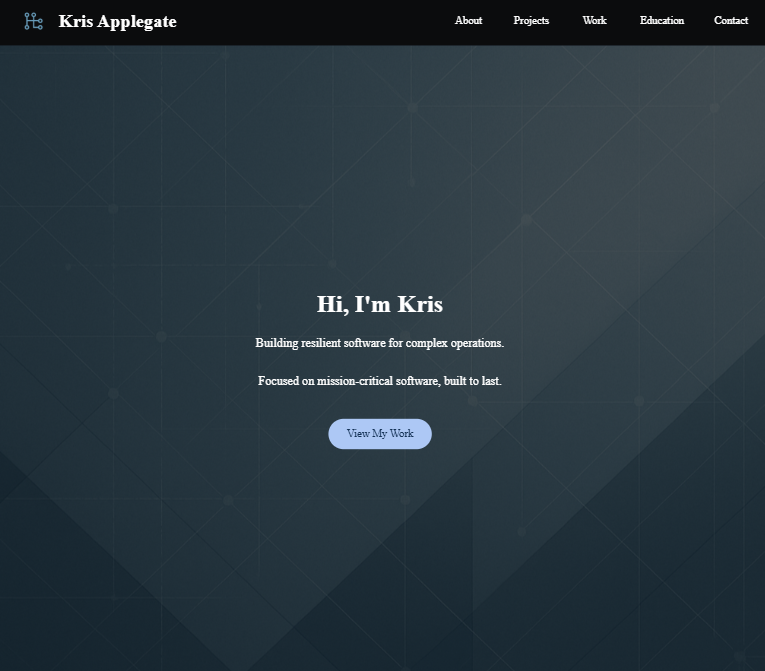 Kris Applegate
About Projects Work Education Contact
Hi, I'm Kris
Building resilient software for complex operations.
Focused on mission-critical software, built to last.
View My Work